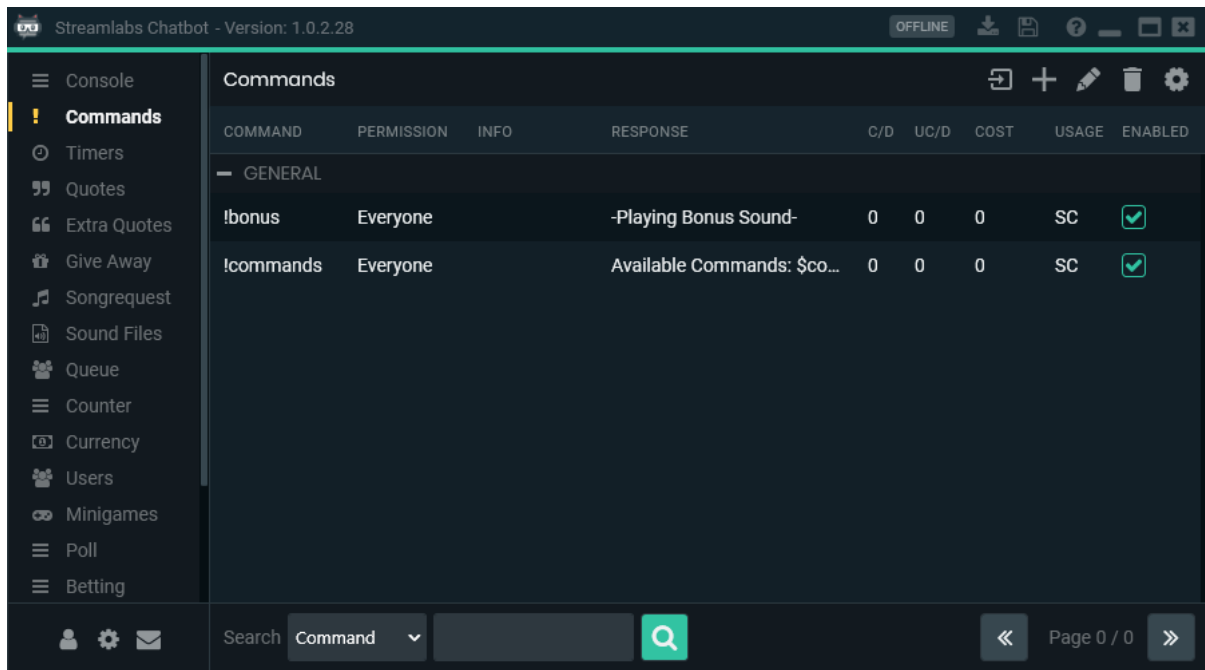 Streamlabs Chatbot - Version: 1.0.2.28
OFFLINE
Console
Commands
Timers
Quotes
Extra Quotes
Give Away
Songrequest
Sound Files
Queue
Counter
Currency
Users
Minigames
Poll
Betting
Commands
COMMAND PERMISSION INFO RESPONSE C/D UC/D COST USAGE ENABLED
GENERAL
!bonus Everyone -Playing Bonus Sound- 0 0 0 SC
!commands Everyone Available Commands: $co... 0 0 0 SC
Search Command Page 0 / 0